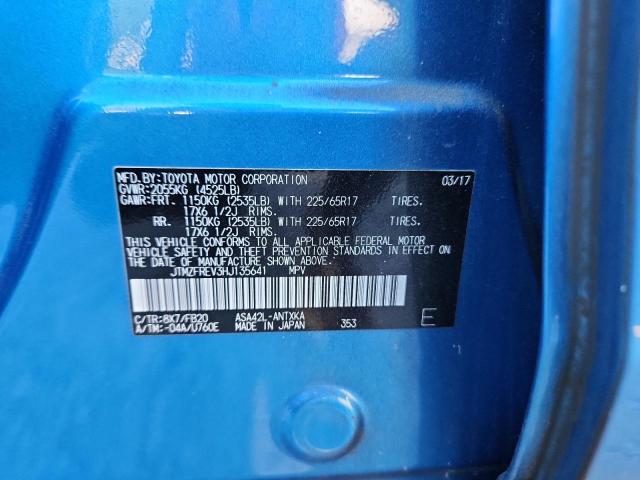 MFD.BY:TOYOTA MOTOR CORPORATION 03/17
GVWR:2055KG (4525LB)
GAWR:FRT. 1150KG (2535LB) WITH 225/65R17 TIRES.
17X6 1/2J RIMS.
RR. 1150KG (2535LB) WITH 225/65R17 TIRES.
17X6 1/2J RIMS.
THIS VEHICLE CONFORMS TO ALL APPLICABLE FEDERAL MOTOR
VEHICLE SAFETY AND THEFT PREVENTION STANDARDS IN EFFECT
ON THE DATE OF MANUFACTURE SHOWN ABOVE.
JTMZFREV3HJ135641 MPV
C/TR:8X7/FB20 ASA42L-ANTXKA
A/TM:-04A/U760E MADE IN JAPAN 353 E